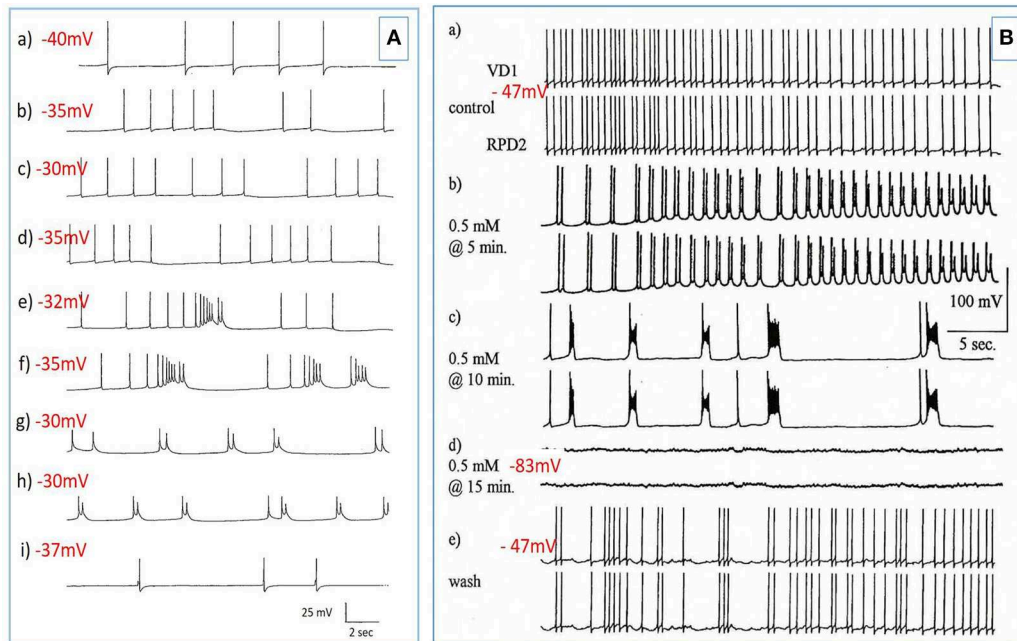 A
a) -40mV
b) -35mV
c) -30mV
d) -35mV
e) -32mV
f) -35mV
g) -30mV
h) -30mV
i) -37mV
25 mV
2 sec
B
a)
VD1
- 47mV
control
RPD2
b)
0.5 mM
@ 5 min.
100 mV
5 sec.
c)
0.5 mM
@ 10 min.
d)
0.5 mM -83mV
@ 15 min.
e)
- 47mV
wash